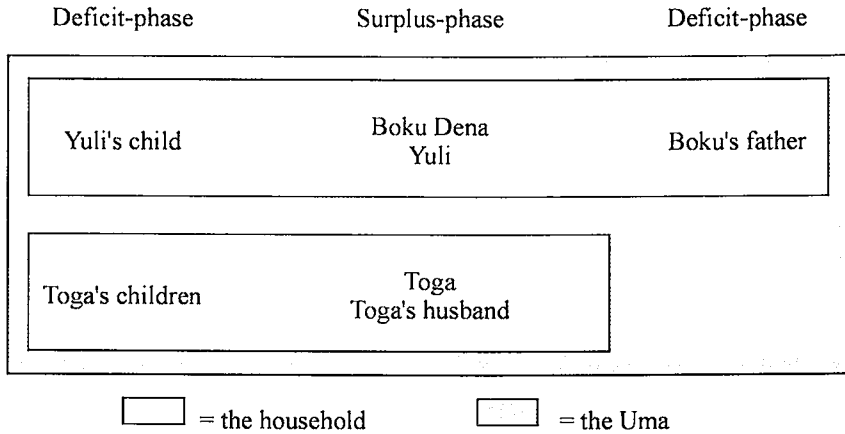 Deficit-phase Surplus-phase Deficit-phase
Yuli's child Boku Dena Boku's father
Yuli
Toga's children Toga
Toga's husband
= the household = the Uma